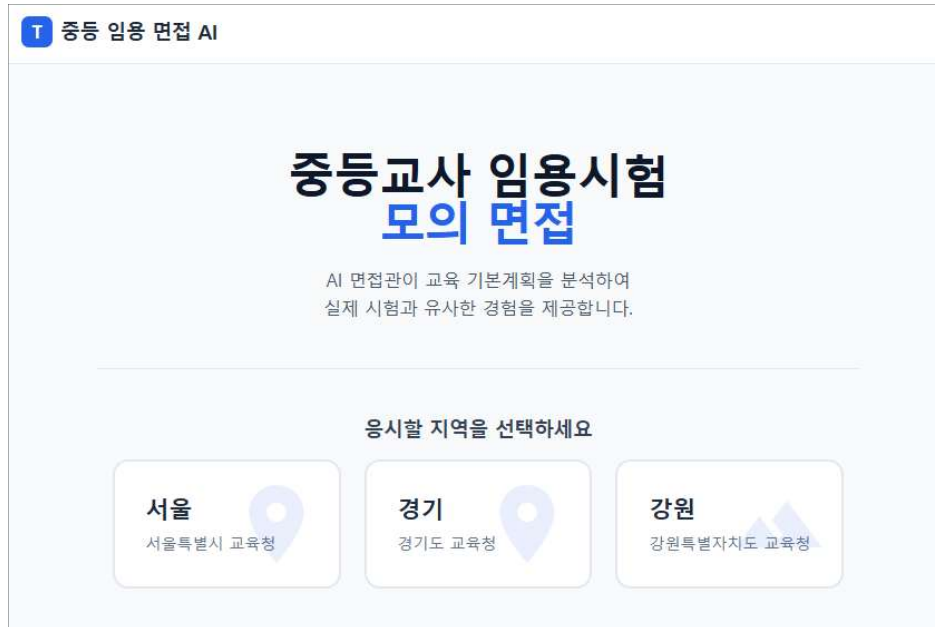 T 중등 임용 면접 AI
중등교사 임용시험
모의 면접
AI 면접관이 교육 기본계획을 분석하여
실제 시험과 유사한 경험을 제공합니다.
응시할 지역을 선택하세요
서울
서울특별시 교육청
경기
경기도 교육청
강원
강원특별자치도 교육청